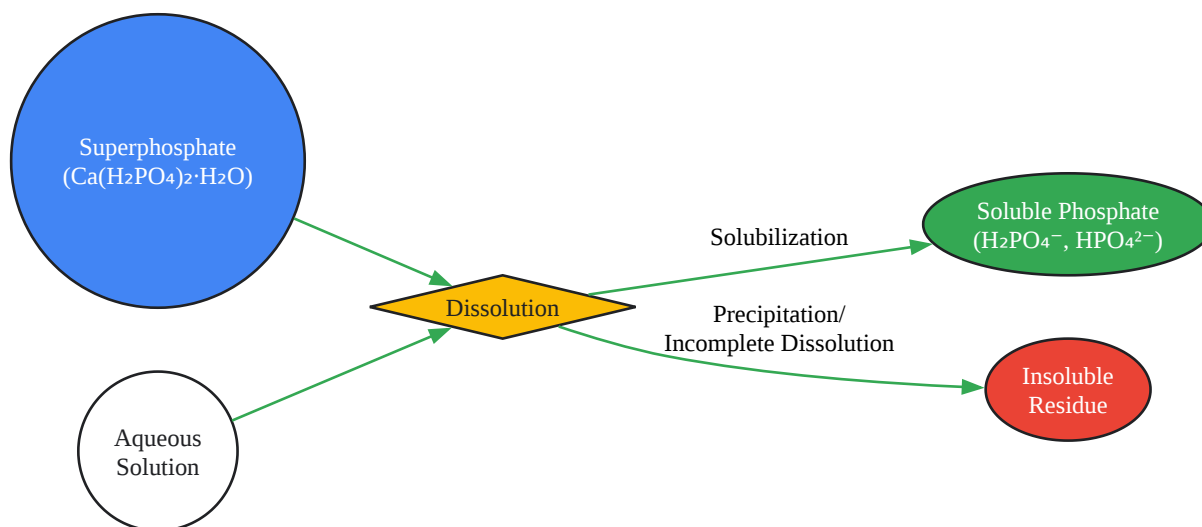 Superphosphate
(Ca(H₂PO₄)₂·H₂O)
Aqueous
Solution
Dissolution
Solubilization
Precipitation/
Incomplete Dissolution
Soluble Phosphate
(H₂PO₄⁻, HPO₄²⁻)
Insoluble
Residue